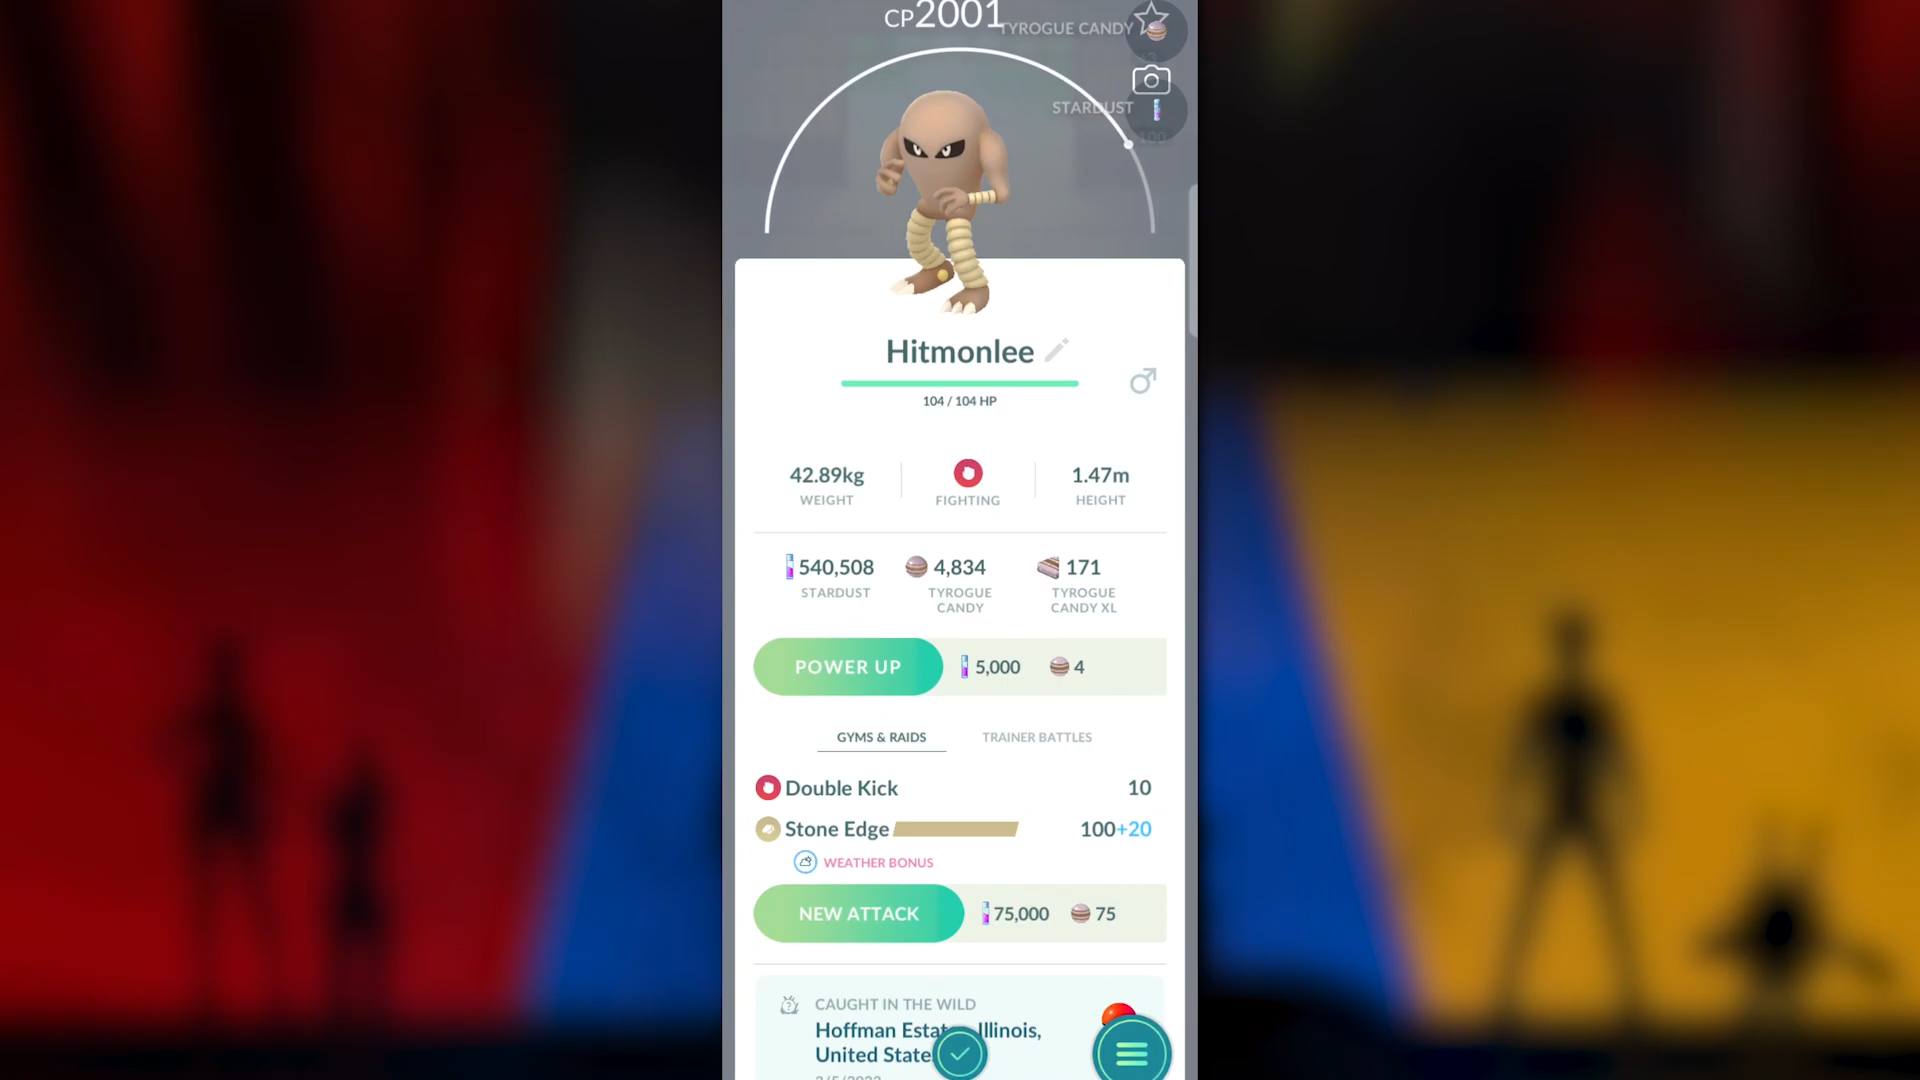 CP2001
TYROGUE CANDY
STARDUST
100
Hitmonlee
104 / 104 HP
42.89kg
WEIGHT
FIGHTING
1.47m
HEIGHT
540,508
STARDUST
4,834
TYROGUE
CANDY
171
TYROGUE
CANDY XL
POWER UP 5,000 4
GYMS & RAIDS TRAINER BATTLES
Double Kick 10
Stone Edge 100+20
WEATHER BONUS
NEW ATTACK 75,000 75
CAUGHT IN THE WILD
Hoffman Illinois,
United